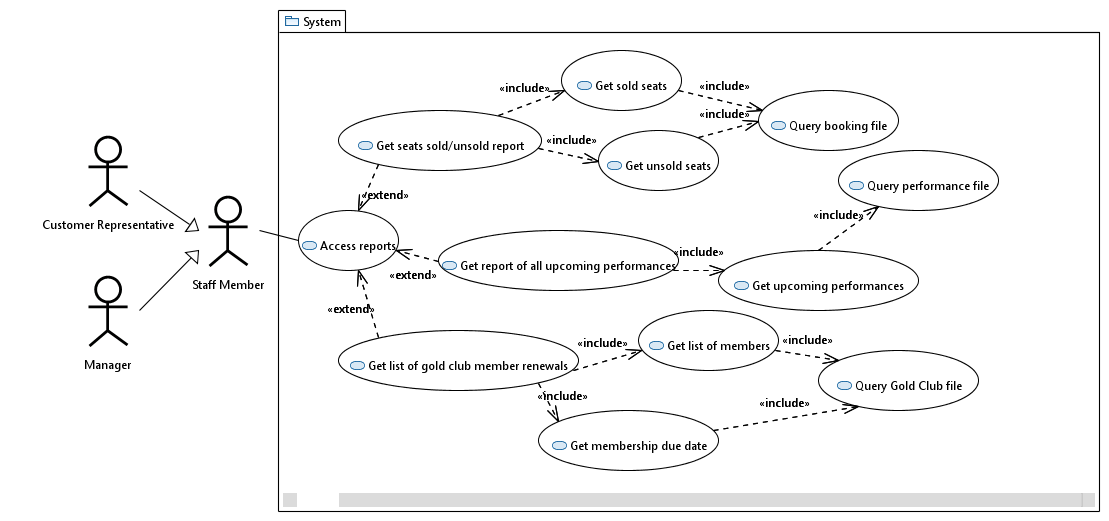 System
«include»
Get sold seats
«include»
Query booking file
«include»
Get seats sold/unsold report
«include»
Get unsold seats
Query performance file
«extend»
«include»
Customer Representative
Access reports
Get report of all upcoming performances
«include»
«extend»
Get upcoming performances
Staff Member
«extend»
Manager
Get list of gold club member renewals
«include»
Get list of members
«include»
Query Gold Club file
«include»
«include»
Get membership due date